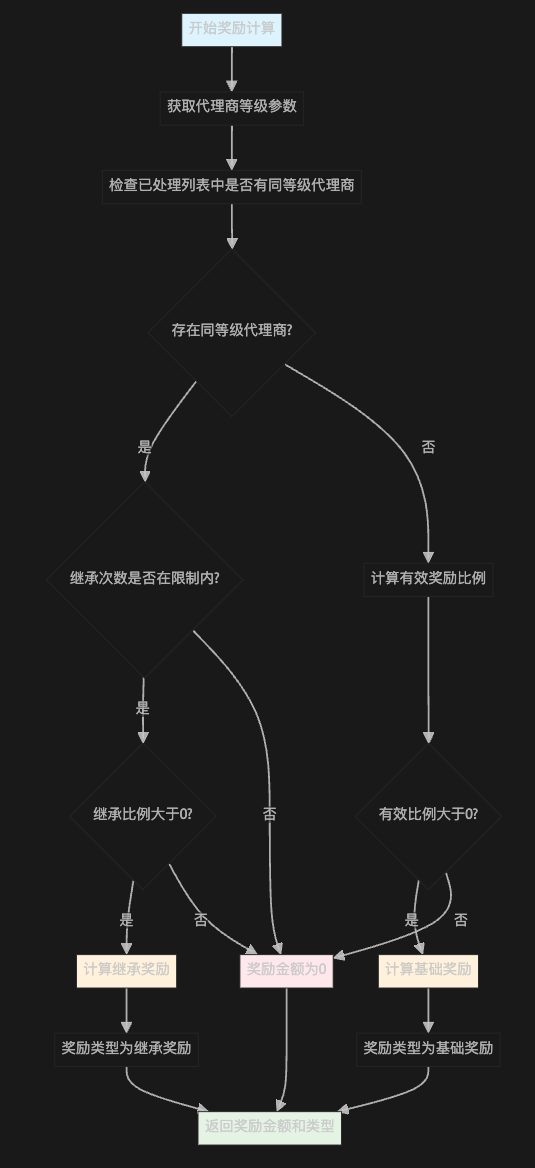 开始奖励计算
获取代理商等级参数
检查已处理列表中是否有同等级代理商
存在同等级代理商?
是
否
继承次数是否在限制内?
计算有效奖励比例
是
继承比例大于0?
否
有效比例大于0?
是
否
是
否
计算继承奖励
奖励金额为0
计算基础奖励
奖励类型为继承奖励
奖励类型为基础奖励
返回奖励金额和类型